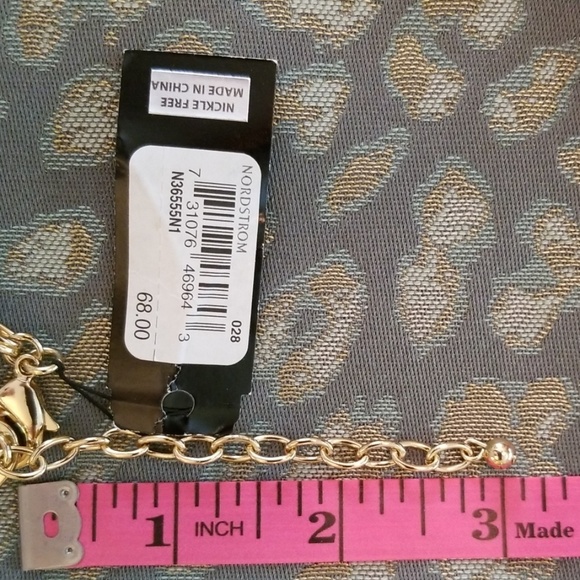 NICKLE FREE
MADE IN CHINA
NORDSTROM
028
7 31076 46964 3
N36555N1
68.00
1 INCH 2 3 Made